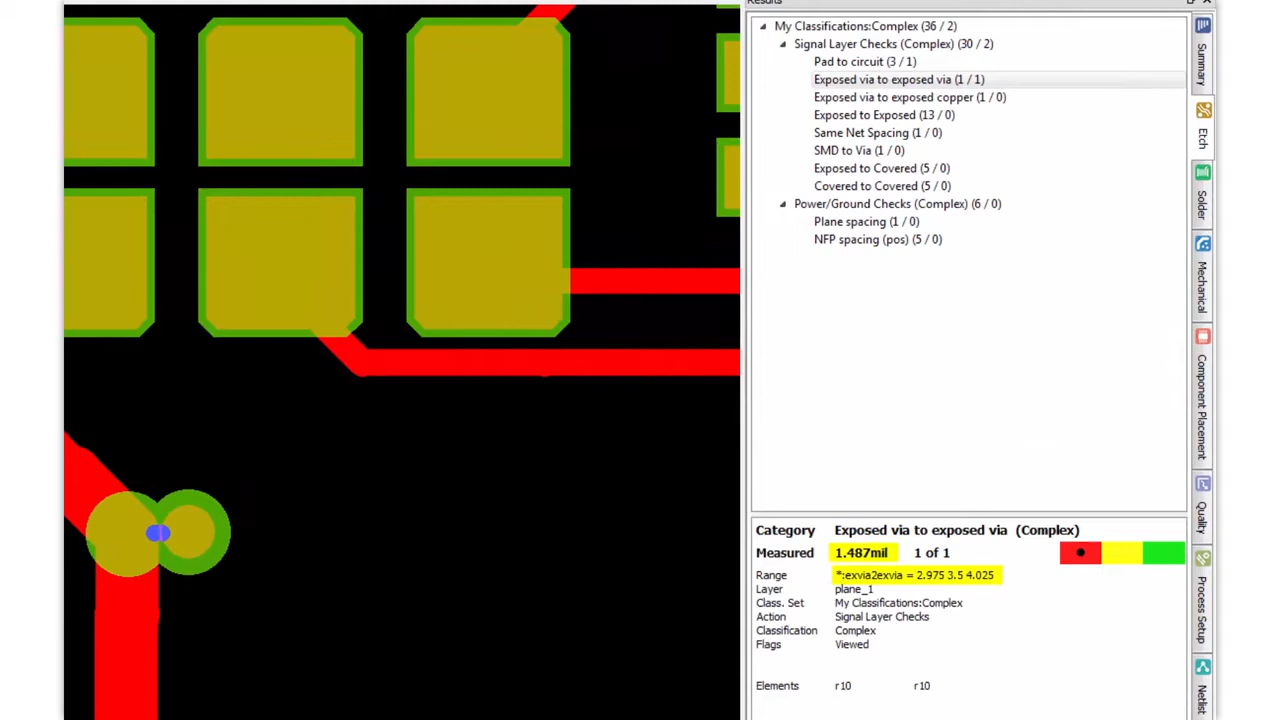 Results
My Classifications:Complex (36 / 2)
Signal Layer Checks (Complex) (30 / 2)
Pad to circuit (3 / 1)
Exposed via to exposed via (1 / 1)
Exposed via to exposed copper (1 / 0)
Exposed to Exposed (13 / 0)
Same Net Spacing (1 / 0)
SMD to Via (1 / 0)
Exposed to Covered (5 / 0)
Covered to Covered (5 / 0)
Power/Ground Checks (Complex) (6 / 0)
Plane spacing (1 / 0)
NFP spacing (pos) (5 / 0)
Category Exposed via to exposed via (Complex)
Measured 1.487mil 1 of 1
Range *:exvia2exvia = 2.975 3.5 4.025
Layer plane_1
Class. Set My Classifications:Complex
Action Signal Layer Checks
Classification Complex
Flags Viewed
Elements r10 r10
Summary
Etch
Solder
Mechanical
Component Placement
Quality
Process Setup
Netlist